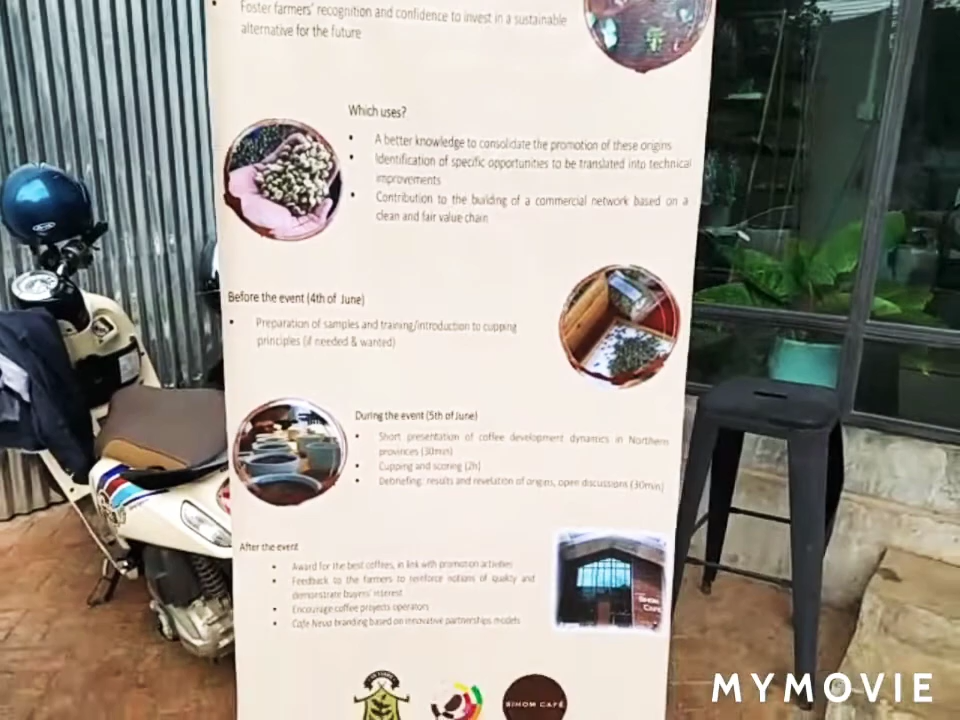 Foster farmers' recognition and confidence to invest in a sustainable
alternative for the future
Which uses?
A better knowledge to consolidate the promotion of these origins
Identification of specific opportunities to be translated into technical
improvements
Contribution to the building of a commercial network based on a
clean and fair value chain
Before the event (4th of June)
Preparation of samples and training/introduction to cupping
principles (if needed & wanted)
During the event (5th of June)
Short presentation of coffee development dynamics in Northern
provinces (30min)
Cupping and scoring (2h)
Debriefing: results and revelation of origins, open discussions (30min)
After the event
Award for the best coffees, in link with promotion activities
Feedback to the farmers to reinforce notions of quality and
demonstrate buyers' interest
Encourage coffee projects operators
Cafe Neva branding based on innovative partnerships models
CAFE
BIHOM CAFÉ
MYMOVIE